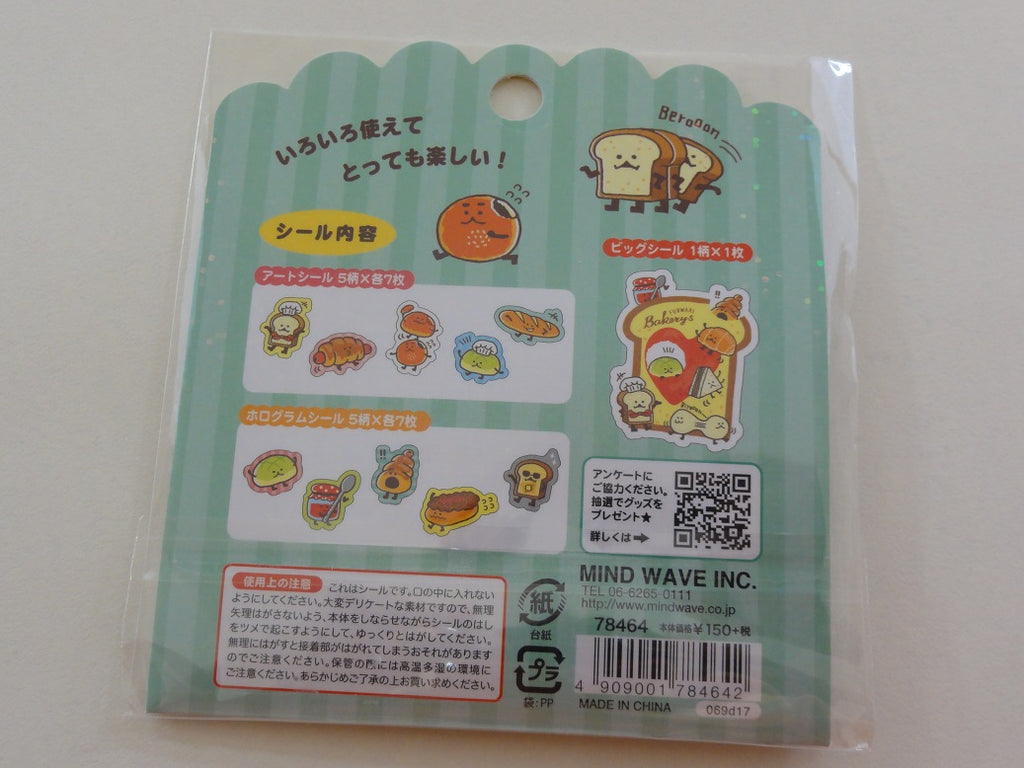 いろいろ使えて
とっても楽しい!
Berooon
シール内容
アートシール 5柄×各7枚
ホログラムシール 5柄×各7枚
ビッグシール 1柄×1枚
Bakerys
アンケートに
ご協力ください。
抽選でグッズを
プレゼント★
詳しくは➡
使用上の注意 これはシールです。口の中に入れない
ようにしてください。大変デリケートな素材ですので、無理
矢理はがさないよう、本体をしならせながらシールのはし
をツメで起こすようにして、ゆっくりとはがしてください。
無理にはがすと接着部がはがれてしまうおそれがあります
のでご注意ください。保管の際には高温多湿の環境に
ご注意ください。あらかじめご了承の上お買い求めください。
紙
台紙
プラ
袋:PP
MIND WAVE INC.
TEL 06-6265-0111
http://www.mindwave.co.jp
78464 本体価格¥150+税
4 909001 784642
MADE IN CHINA 069d17